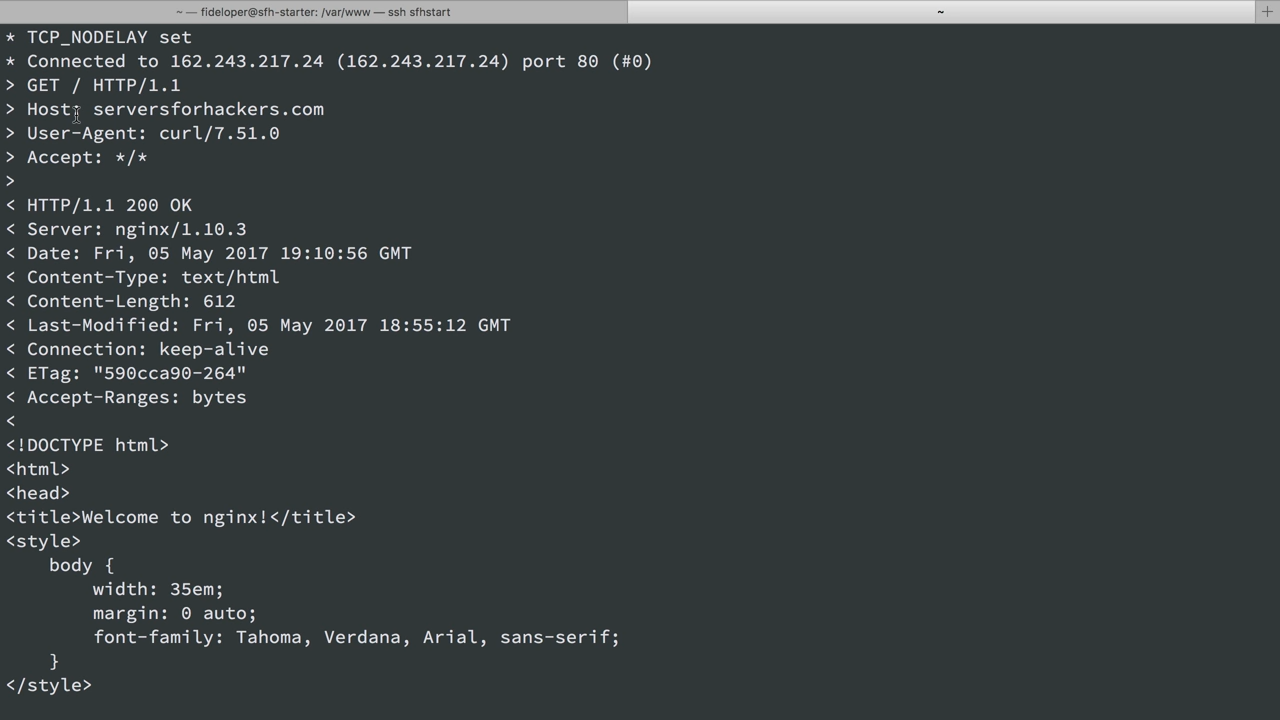 ~ — fideloper@sfh-starter: /var/www — ssh sfhstart
~
+
* TCP_NODELAY set
* Connected to 162.243.217.24 (162.243.217.24) port 80 (#0)
> GET / HTTP/1.1
> Host: serversforhackers.com
> User-Agent: curl/7.51.0
> Accept: */*
>
< HTTP/1.1 200 OK
< Server: nginx/1.10.3
< Date: Fri, 05 May 2017 19:10:56 GMT
< Content-Type: text/html
< Content-Length: 612
< Last-Modified: Fri, 05 May 2017 18:55:12 GMT
< Connection: keep-alive
< ETag: "590cca90-264"
< Accept-Ranges: bytes
<
<!DOCTYPE html>
<html>
<head>
<title>Welcome to nginx!</title>
<style>
    body {
        width: 35em;
        margin: 0 auto;
        font-family: Tahoma, Verdana, Arial, sans-serif;
    }
</style>